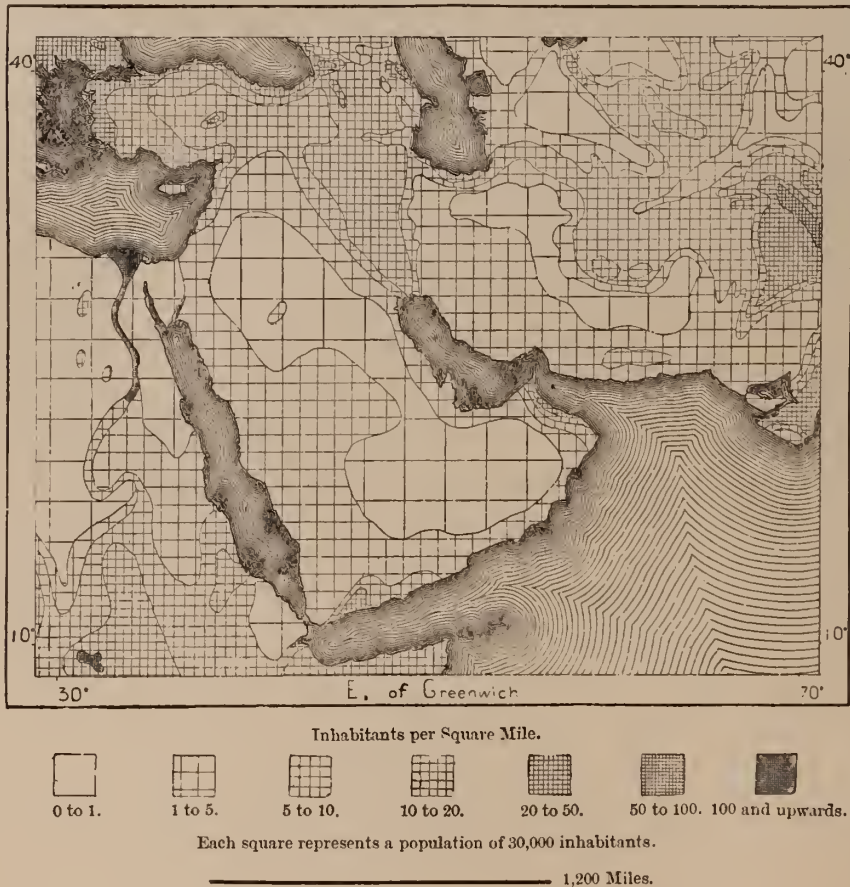 40° 40°
10° 10°
30° E. of Greenwich 70°
Inhabitants per Square Mile.
0 to 1. 1 to 5. 5 to 10. 10 to 20. 20 to 50. 50 to 100. 100 and upwards.
Each square represents a population of 30,000 inhabitants.
1,200 Miles.